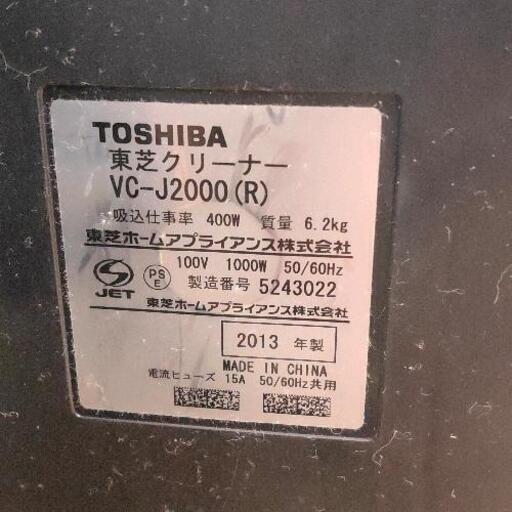 TOSHIBA
東芝クリーナー
VC-J2000(R)
吸込仕事率 400W 質量 6.2kg
東芝ホームアプライアンス株式会社
100V 1000W 50/60Hz
PS E 製造番号 5243022
JET 東芝ホームアプライアンス株式会社
2013 年製
MADE IN CHINA
電流ヒューズ 15A 50/60Hz共用